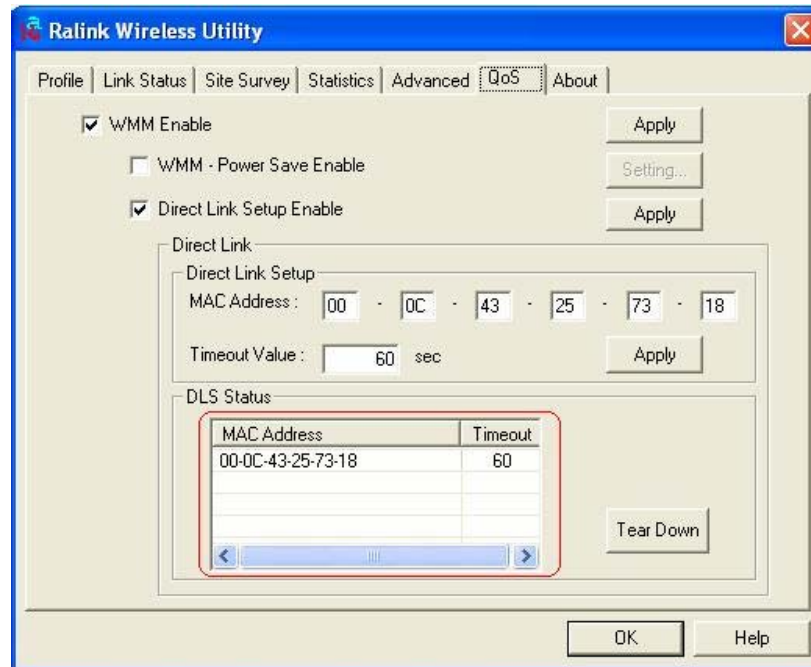 Ralink Wireless Utility
Profile Link Status Site Survey Statistics Advanced QoS About
WMM Enable Apply
WMM - Power Save Enable Setting...
Direct Link Setup Enable Apply
Direct Link
Direct Link Setup
MAC Address : 00 - 0C - 43 - 25 - 73 - 18
Timeout Value : 60 sec Apply
DLS Status
MAC Address Timeout
00-0C-43-25-73-18 60
Tear Down
OK Help